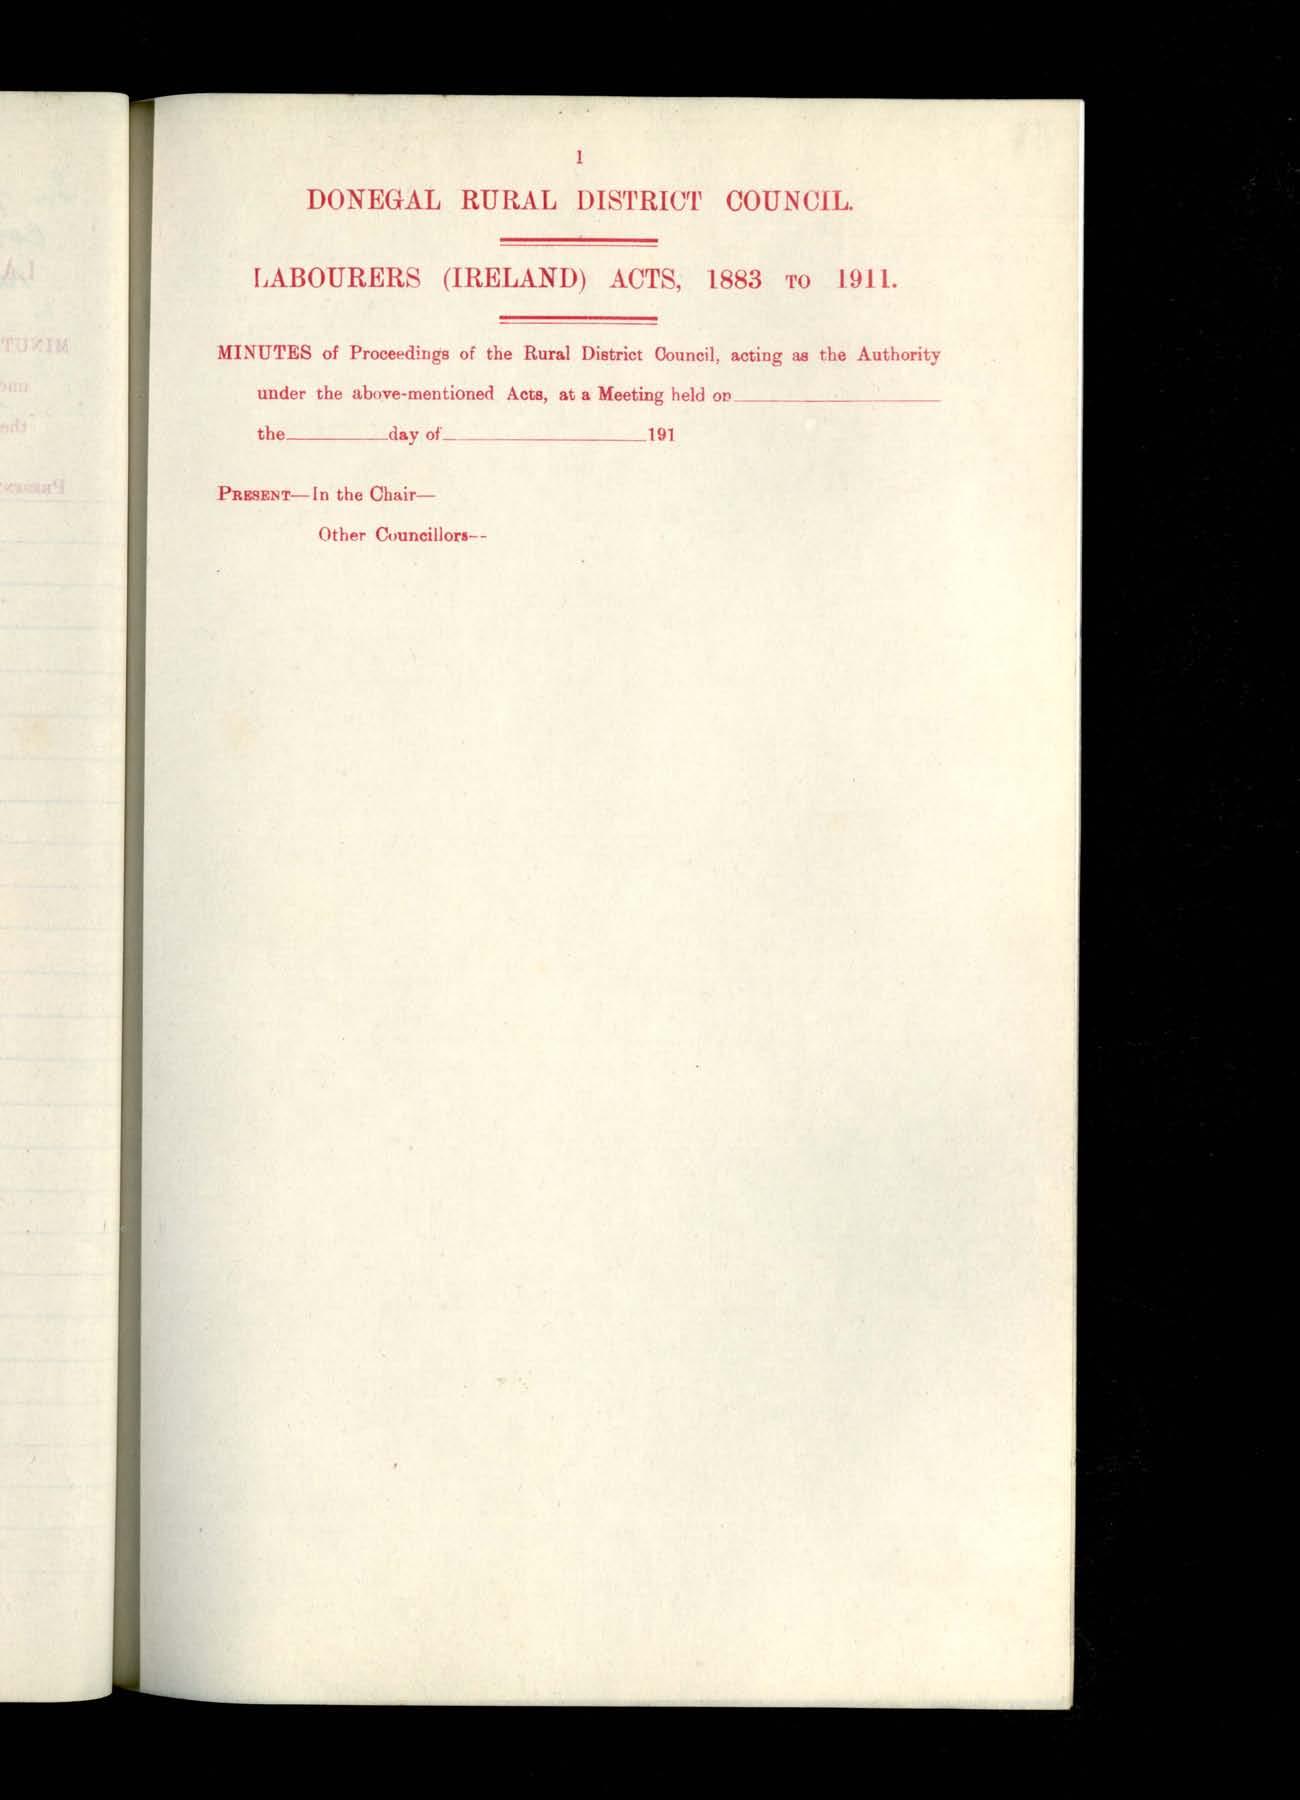 1
DONEGAL RURAL DISTRICT COUNCIL.
LABOURERS (IRELAND) ACTS, 1883 TO 1911.
MINUTES of Proceedings of the Rural District Council, acting as the Authority
under the above-mentioned Acts, at a Meeting held on
the day of 191
PRESENT—In the Chair—
Other Councillors--